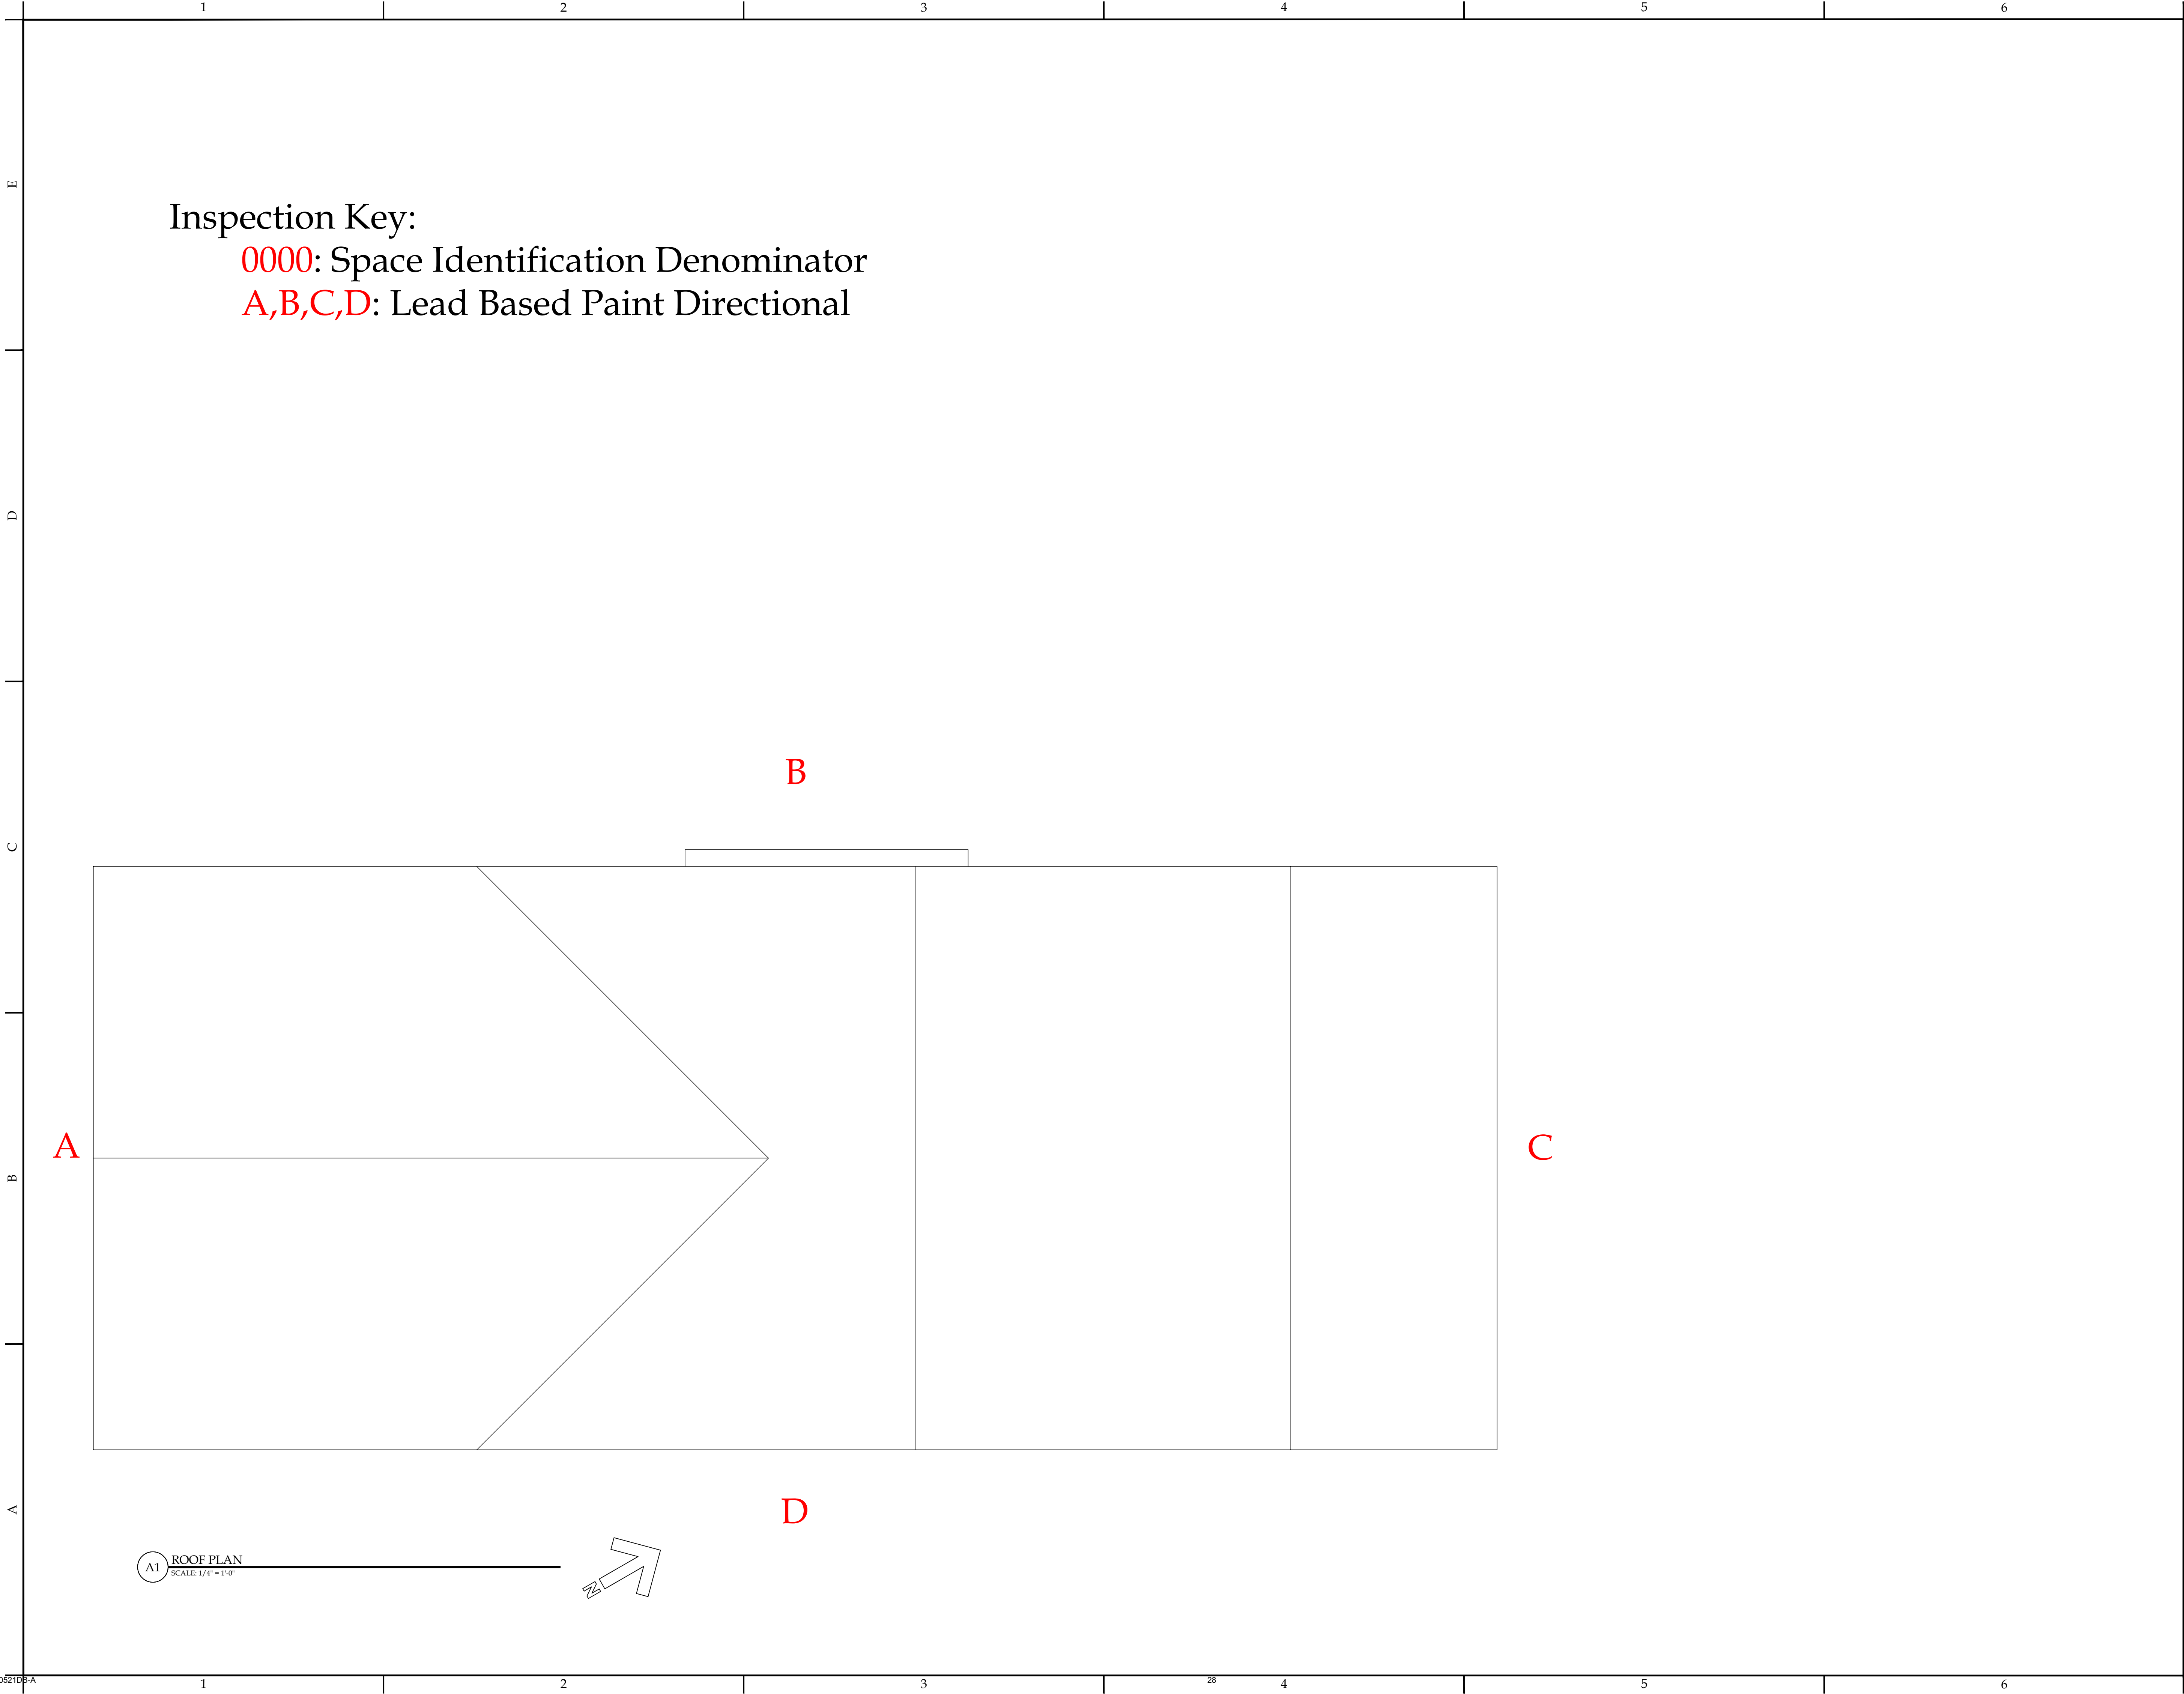 1 2 3 4 5 6
E
Inspection Key:
0000: Space Identification Denominator
A,B,C,D: Lead Based Paint Directional
D
B
C
A
C
B
D
A
A1 ROOF PLAN
SCALE: 1/4" = 1'-0"
N
0521DB-A
28
1 2 3 4 5 6